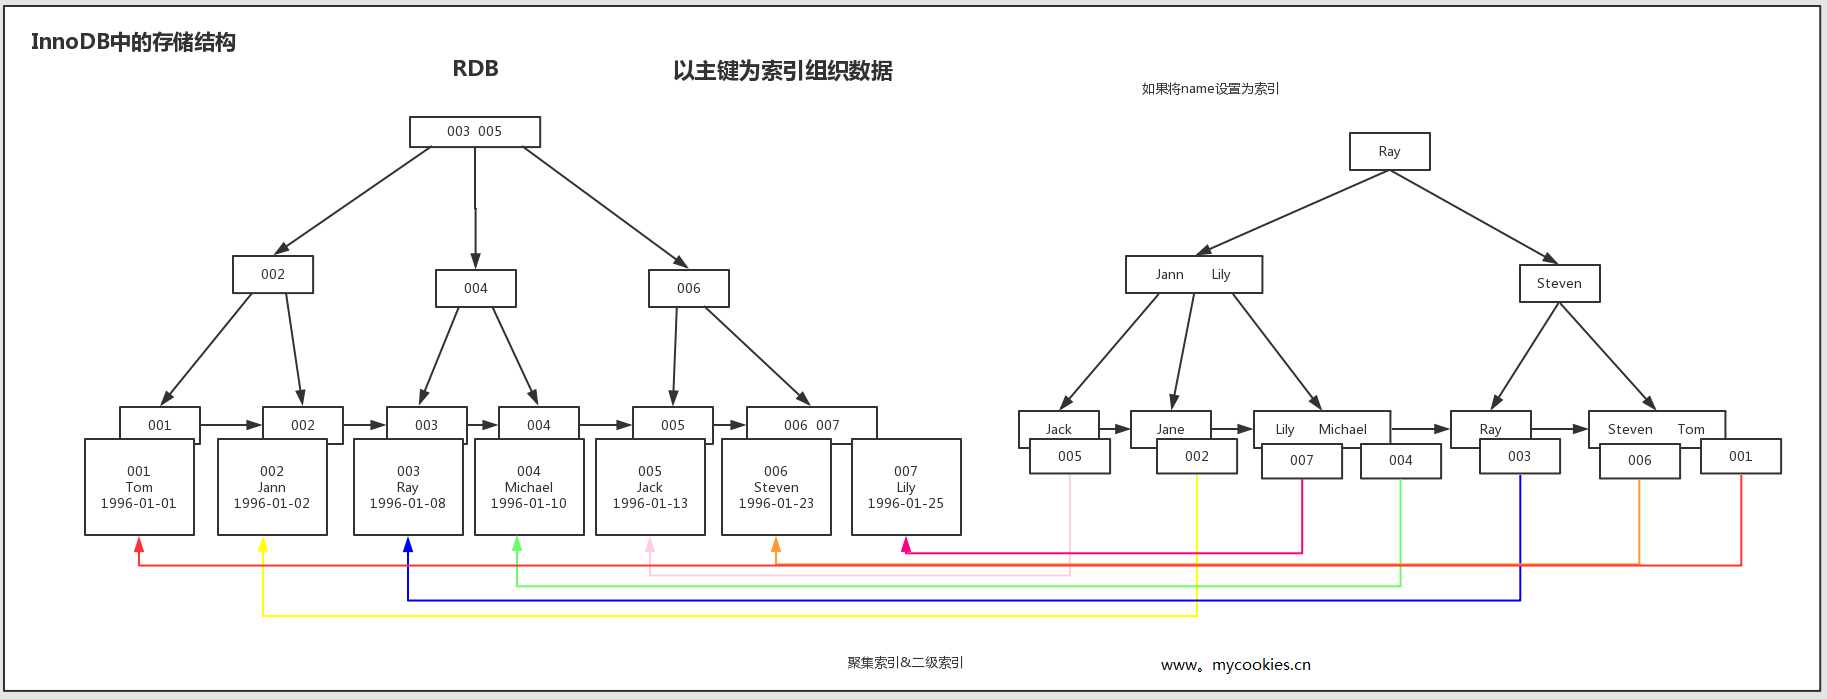 InnoDB中的存储结构
RDB
以主键为索引组织数据
如果将name设置为索引
003 005
Ray
002
004
006
Jann Lily
Steven
001
002
003
004
005
006 007
Jack
Jane
Lily Michael
Ray
Steven Tom
005
002
007
004
003
006
001
001
Tom
1996-01-01
002
Jann
1996-01-02
003
Ray
1996-01-08
004
Michael
1996-01-10
005
Jack
1996-01-13
006
Steven
1996-01-23
007
Lily
1996-01-25
聚集索引&二级索引
www。mycookies.cn